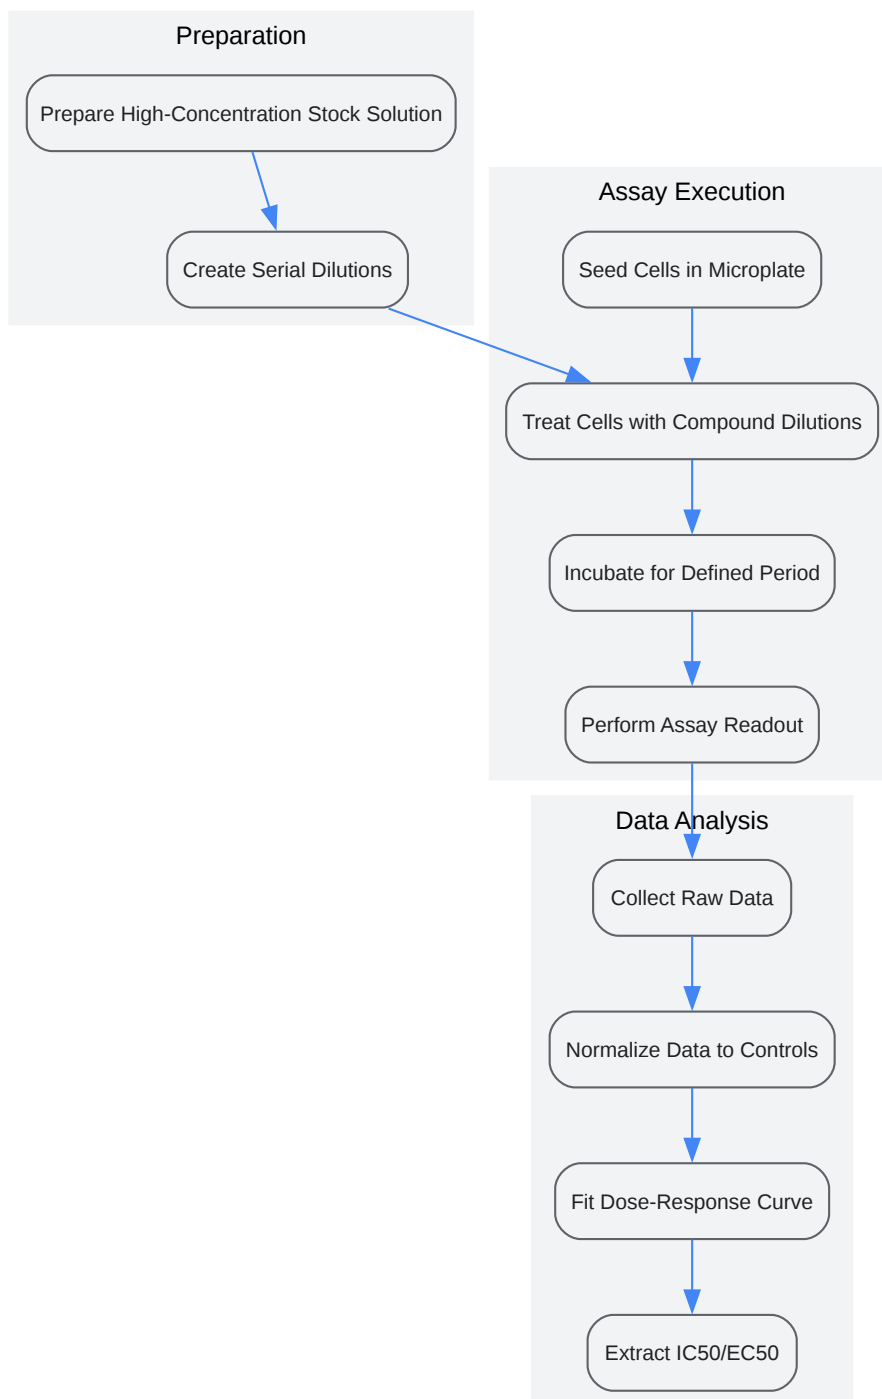 Preparation
Prepare High-Concentration Stock Solution
Create Serial Dilutions
Assay Execution
Seed Cells in Microplate
Treat Cells with Compound Dilutions
Incubate for Defined Period
Perform Assay Readout
Data Analysis
Collect Raw Data
Normalize Data to Controls
Fit Dose-Response Curve
Extract IC50/EC50